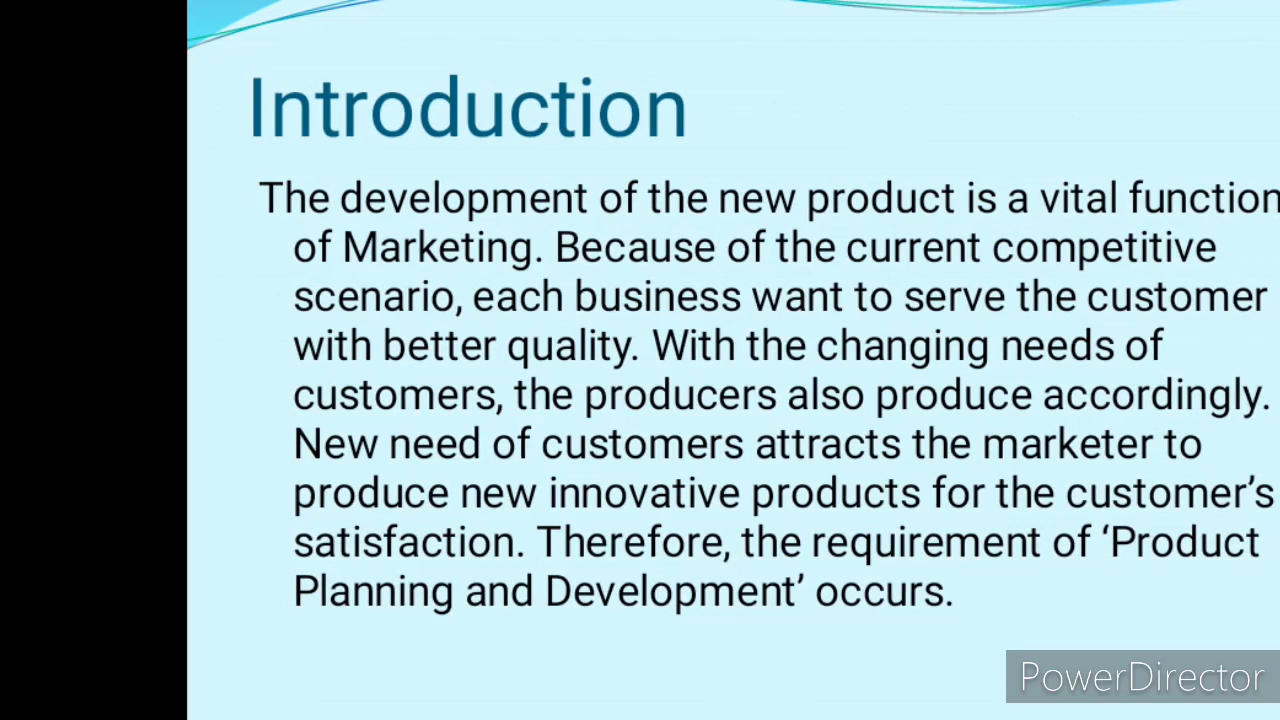 Introduction
The development of the new product is a vital function
of Marketing. Because of the current competitive
scenario, each business want to serve the customer
with better quality. With the changing needs of
customers, the producers also produce accordingly.
New need of customers attracts the marketer to
produce new innovative products for the customer’s
satisfaction. Therefore, the requirement of ‘Product
Planning and Development’ occurs.
PowerDirector